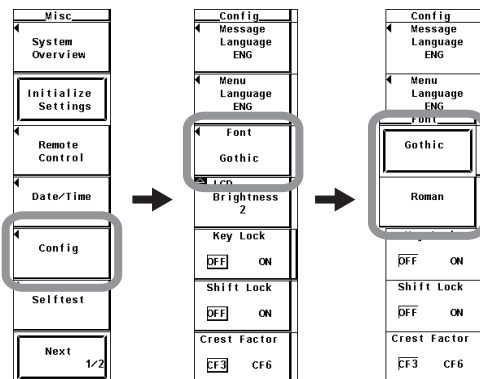 Misc
System
Overview
Initialize
Settings
Remote
Control
Date/Time
Config
Selftest
Next
1/2
Config
Message
Language
ENG
Menu
Language
ENG
Font
Gothic
LCD
Brightness
2
Key Lock
OFF ON
Shift Lock
OFF ON
Crest Factor
CF3 CF6
Config
Message
Language
ENG
Menu
Language
ENG
Font
Gothic
Roman
OFF ON
Shift Lock
OFF ON
Crest Factor
CF3 CF6